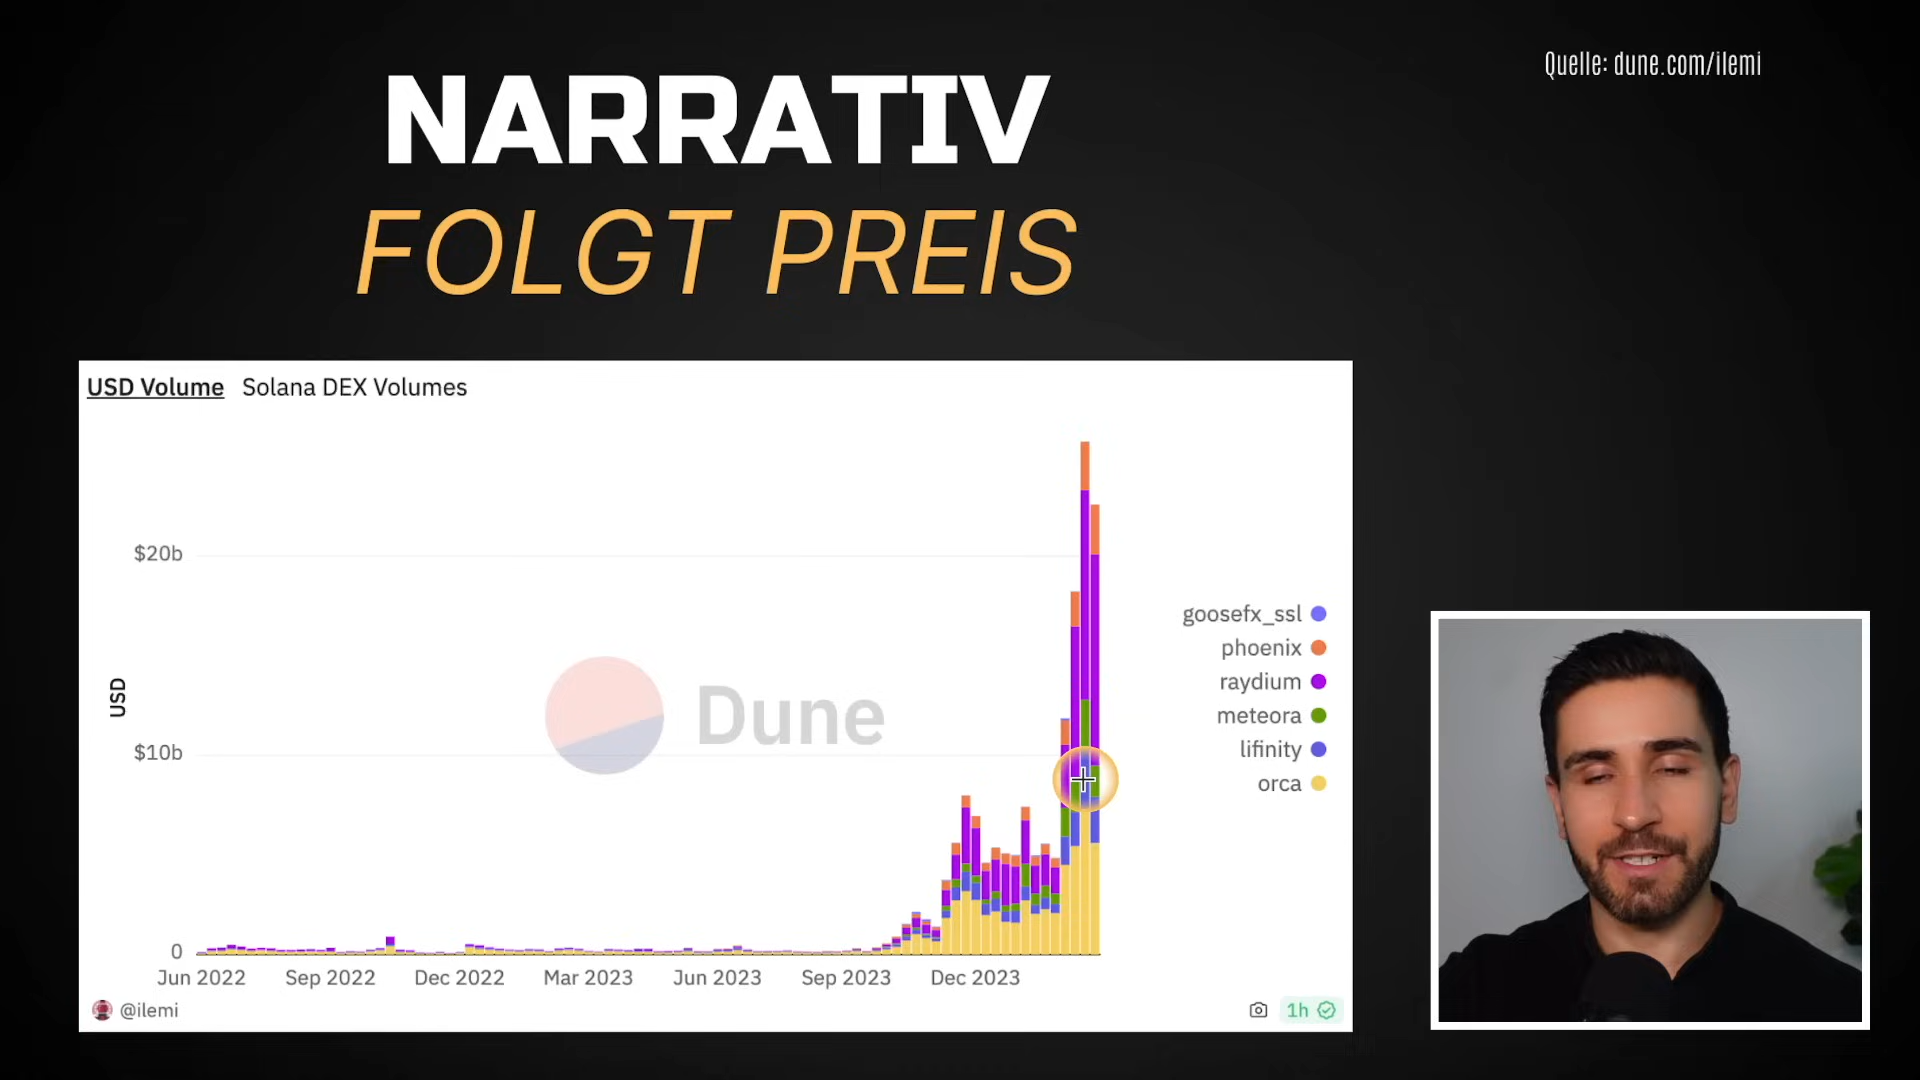 Quelle: dune.com/ilemi
NARRATIV
FOLGT PREIS
USD Volume Solana DEX Volumes
$20b
$10b
0
USD
Dune
goosefx_ssl
phoenix
raydium
meteora
lifinity
orca
Jun 2022 Sep 2022 Dec 2022 Mar 2023 Jun 2023 Sep 2023 Dec 2023
@ilemi
1h